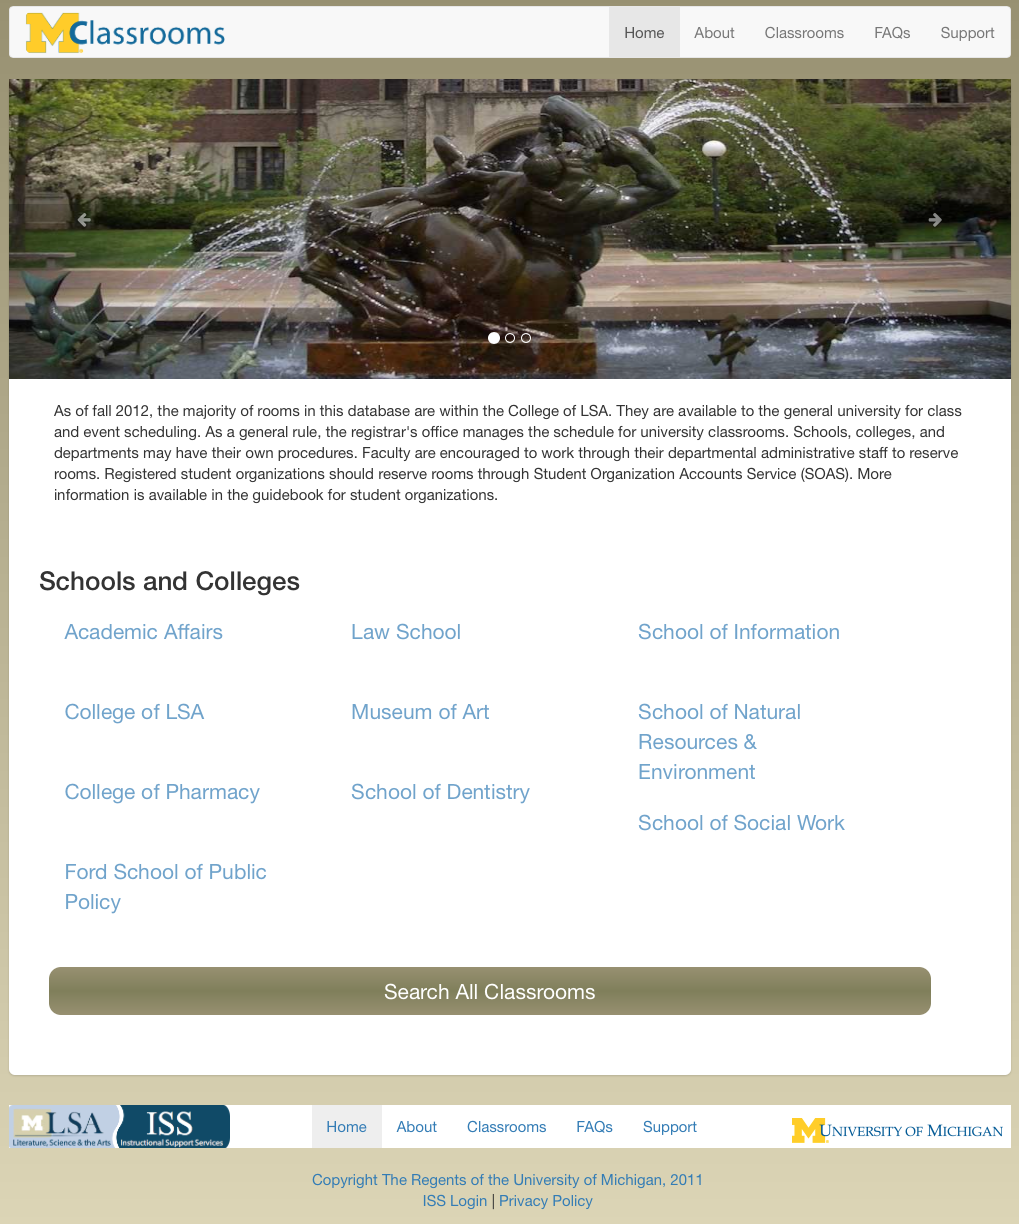 MClassrooms
Home About Classrooms FAQs Support
As of fall 2012, the majority of rooms in this database are within the College of LSA. They are available to the general university for class
and event scheduling. As a general rule, the registrar's office manages the schedule for university classrooms. Schools, colleges, and
departments may have their own procedures. Faculty are encouraged to work through their departmental administrative staff to reserve
rooms. Registered student organizations should reserve rooms through Student Organization Accounts Service (SOAS). More
information is available in the guidebook for student organizations.
Schools and Colleges
Academic Affairs
College of LSA
College of Pharmacy
Ford School of Public
Policy
Law School
Museum of Art
School of Dentistry
School of Information
School of Natural
Resources &
Environment
School of Social Work
Search All Classrooms
M LSA
Literature, Science & the Arts
ISS
Instructional Support Services
Home About Classrooms FAQs Support
M UNIVERSITY OF MICHIGAN
Copyright The Regents of the University of Michigan, 2011
ISS Login | Privacy Policy